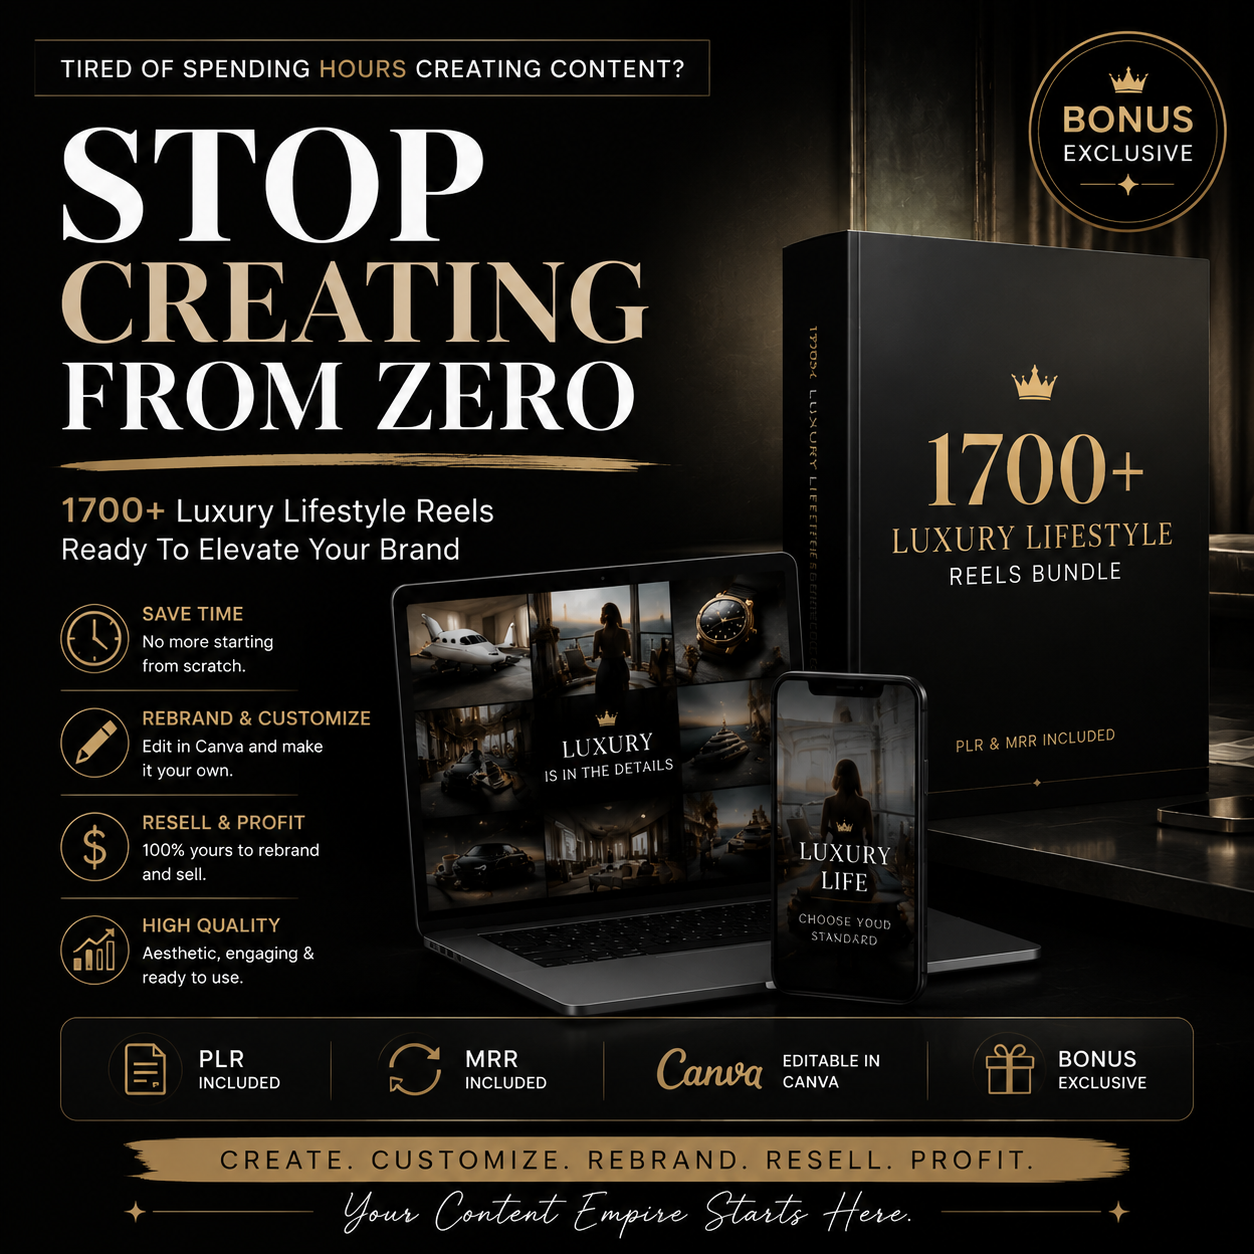 TIRED OF SPENDING HOURS CREATING CONTENT?
BONUS
EXCLUSIVE
STOP
CREATING
FROM ZERO
1700+ Luxury Lifestyle Reels
Ready To Elevate Your Brand
SAVE TIME
No more starting
from scratch.
REBRAND & CUSTOMIZE
Edit in Canva and make
it your own.
RESELL & PROFIT
100% yours to rebrand
and sell.
HIGH QUALITY
Aesthetic, engaging &
ready to use.
LUXURY
IS IN THE DETAILS
LUXURY
LIFE
CHOOSE YOUD
STANDARD
LUXURY
1700+
LUXURY LIFESTYLE
REELS BUNDLE
PLR & MRR INCLUDED
PLR
INCLUDED
MRR
INCLUDED
Canva
EDITABLE IN
CANVA
BONUS
EXCLUSIVE
CREATE. CUSTOMIZE. REBRAND. RESELL. PROFIT.
Your Content Empire Starts Here.